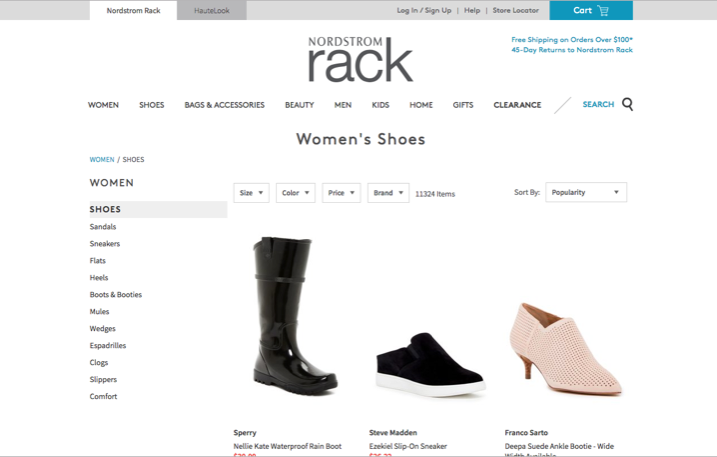 Nordstrom Rack
HauteLook
Log In / Sign Up | Help | Store Locator
Cart
NORDSTROM
rack
Free Shipping on Orders Over $100*
45-Day Returns to Nordstrom Rack
WOMEN SHOES BAGS & ACCESSORIES BEAUTY MEN KIDS HOME GIFTS CLEARANCE SEARCH
Women's Shoes
WOMEN / SHOES
WOMEN
SHOES
Sandals
Sneakers
Flats
Heels
Boots & Booties
Mules
Wedges
Espadrilles
Clogs
Slippers
Comfort
Size Color Price Brand 11324 Items
Sort By: Popularity
Sperry
Nellie Kate Waterproof Rain Boot
Steve Madden
Ezekiel Slip-On Sneaker
Franco Sarto
Deepa Suede Ankle Bootie - Wide
Width Available